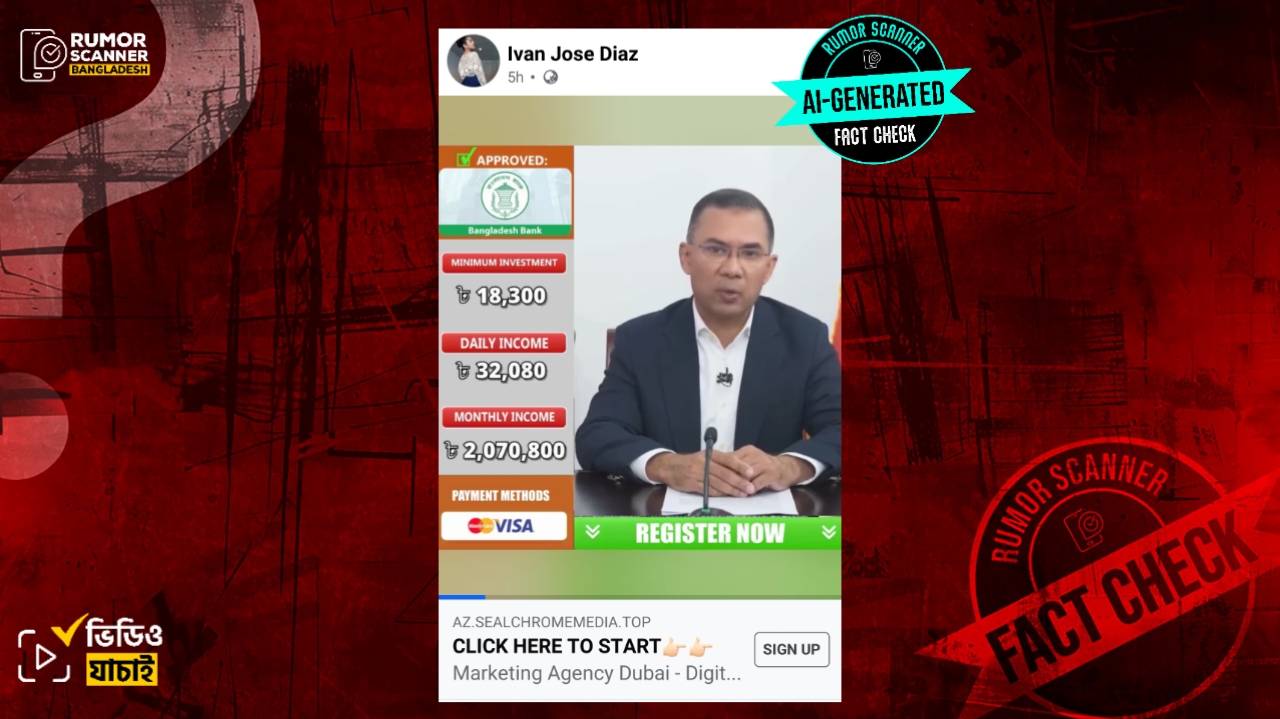 RUMOR
SCANNER
BANGLADESH
Ivan Jose Diaz
5h
RUMOR SCANNER
AI-GENERATED
FACT CHECK
APPROVED:
Bangladesh Bank
MINIMUM INVESTMENT
৳ 18,300
DAILY INCOME
৳ 32,080
MONTHLY INCOME
৳ 2,070,800
PAYMENT METHODS
MasterCard VISA
REGISTER NOW
AZ.SEALCHROMEMEDIA.TOP
CLICK HERE TO START👉🏻👉🏻
SIGN UP
Marketing Agency Dubai - Digit...
ভিডিও
যাচাই
RUMOR SCANNER
FACT CHECK